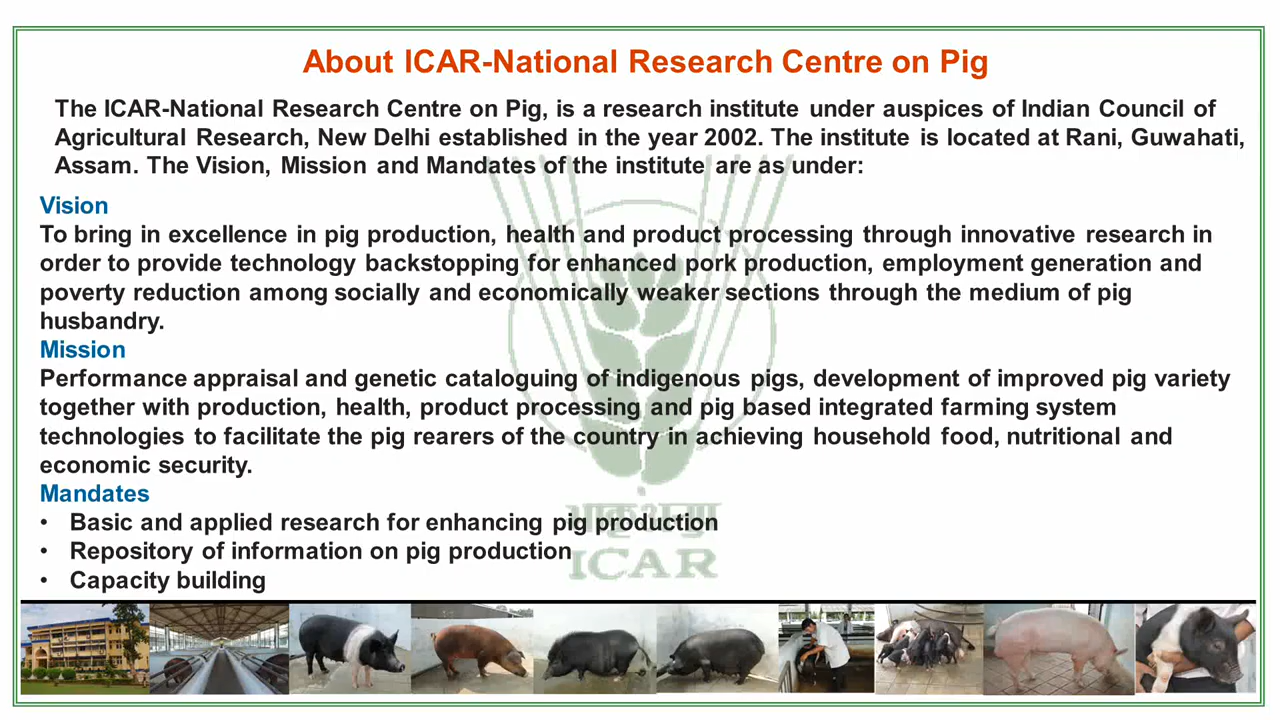 About ICAR-National Research Centre on Pig
The ICAR-National Research Centre on Pig, is a research institute under auspices of Indian Council of
Agricultural Research, New Delhi established in the year 2002. The institute is located at Rani, Guwahati,
Assam. The Vision, Mission and Mandates of the institute are as under:
Vision
To bring in excellence in pig production, health and product processing through innovative research in
order to provide technology backstopping for enhanced pork production, employment generation and
poverty reduction among socially and economically weaker sections through the medium of pig
husbandry.
Mission
Performance appraisal and genetic cataloguing of indigenous pigs, development of improved pig variety
together with production, health, product processing and pig based integrated farming system
technologies to facilitate the pig rearers of the country in achieving household food, nutritional and
economic security.
Mandates
• Basic and applied research for enhancing pig production
• Repository of information on pig production
• Capacity building
भाकृअनुप
ICAR